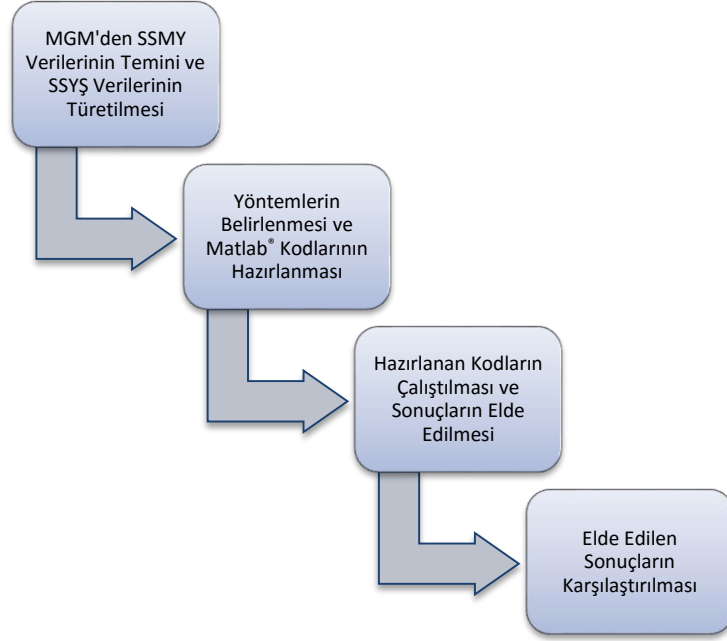 MGM'den SSMY
Verilerinin Temini ve
SSYŞ Verilerinin
Türetilmesi
Yöntemlerin
Belirlenmesi ve
Matlab® Kodlarının
Hazırlanması
Hazırlanan Kodların
Çalıştılması ve
Sonuçların Elde
Edilmesi
Elde Edilen
Sonuçların
Karşılaştırılması